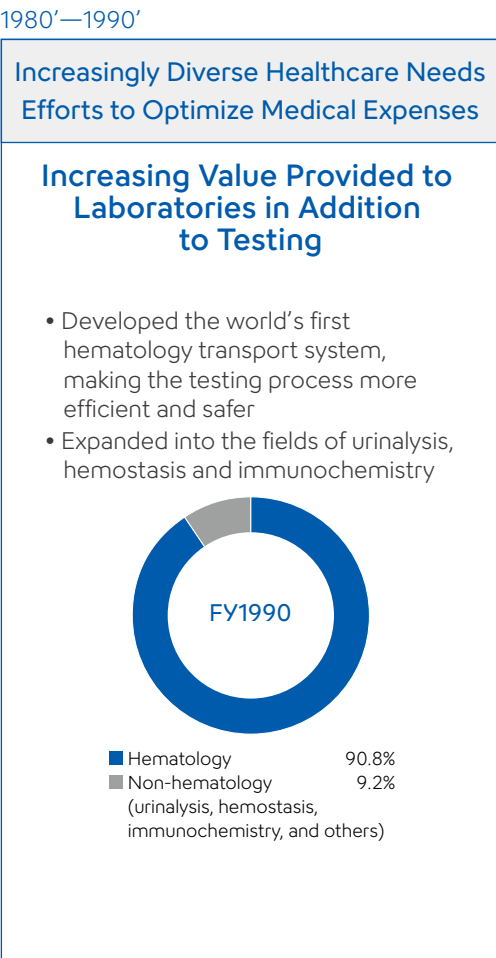 1980’—1990’
Increasingly Diverse Healthcare Needs
Efforts to Optimize Medical Expenses
Increasing Value Provided to
Laboratories in Addition
to Testing
• Developed the world’s first
hematology transport system,
making the testing process more
efficient and safer
• Expanded into the fields of urinalysis,
hemostasis and immunochemistry
FY1990
Hematology 90.8%
Non-hematology 9.2%
(urinalysis, hemostasis,
immunochemistry, and others)